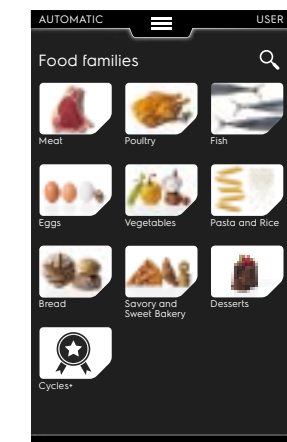 AUTOMATIC USER
Food families
Meat Poultry Fish
Eggs Vegetables Pasta and Rice
Bread Savory and Sweet Bakery Desserts
Cycles+